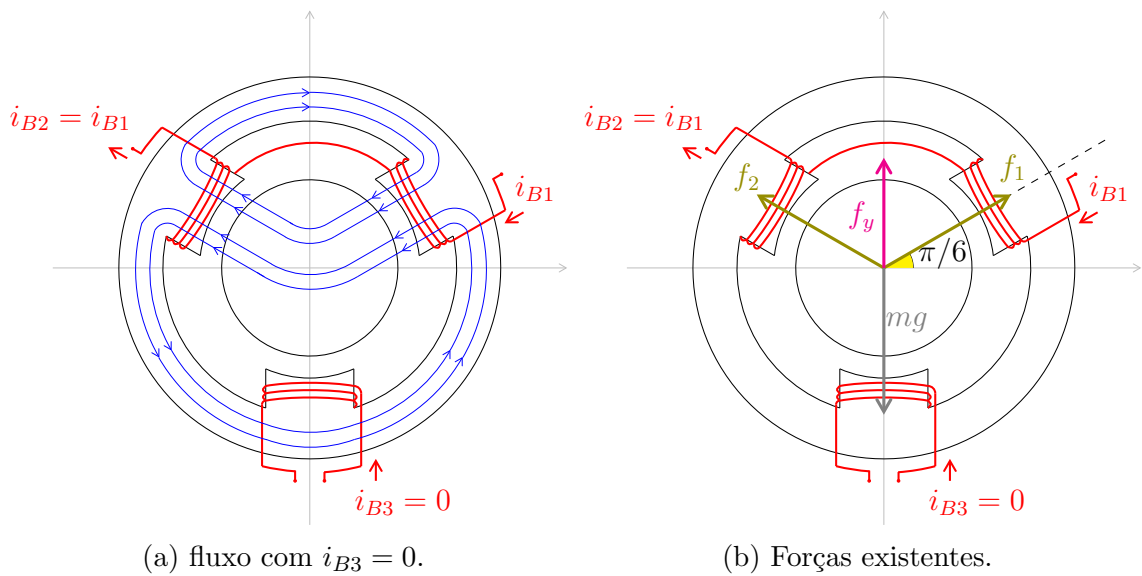 i_{B2} = i_{B1}
i_{B1}
i_{B3} = 0
(a) fluxo com i_{B3} = 0.
i_{B2} = i_{B1}
f_2
f_1
i_{B1}
f_y
π/6
mg
i_{B3} = 0
(b) Forças existentes.